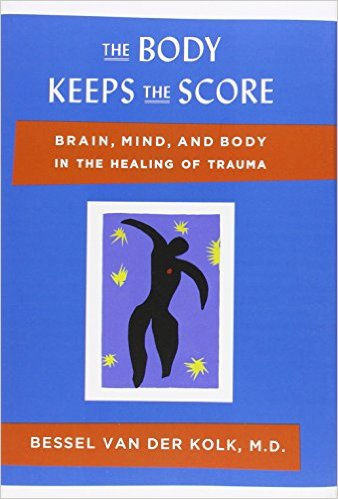 THE BODY
KEEPS THE SCORE
BRAIN, MIND, AND BODY
IN THE HEALING OF TRAUMA
BESSEL VAN DER KOLK, M.D.